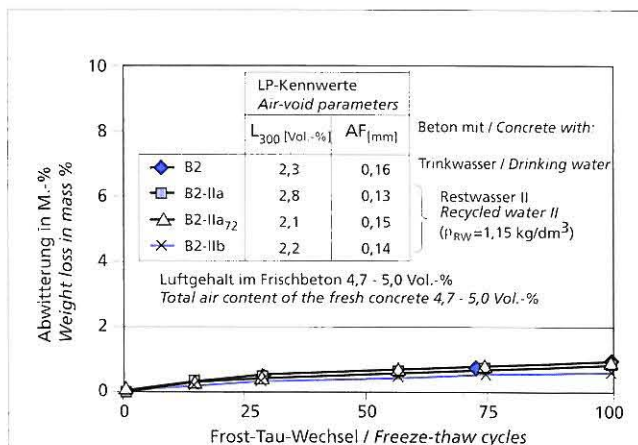 10
8
6
4
2
0
Abwitterung in M.-%
Weight loss in mass %
LP-Kennwerte
Air-void parameters
L300 [Vol.-%] AF[mm]
Beton mit / Concrete with:
B2 2,3 0,16 Trinkwasser / Drinking water
B2-IIa 2,8 0,13 Restwasser II
B2-IIa72 2,1 0,15 Recycled water II
B2-IIb 2,2 0,14 (ρRW=1,15 kg/dm³)
Luftgehalt im Frischbeton 4,7 - 5,0 Vol.-%
Total air content of the fresh concrete 4,7 - 5,0 Vol.-%
0 25 50 75 100
Frost-Tau-Wechsel / Freeze-thaw cycles